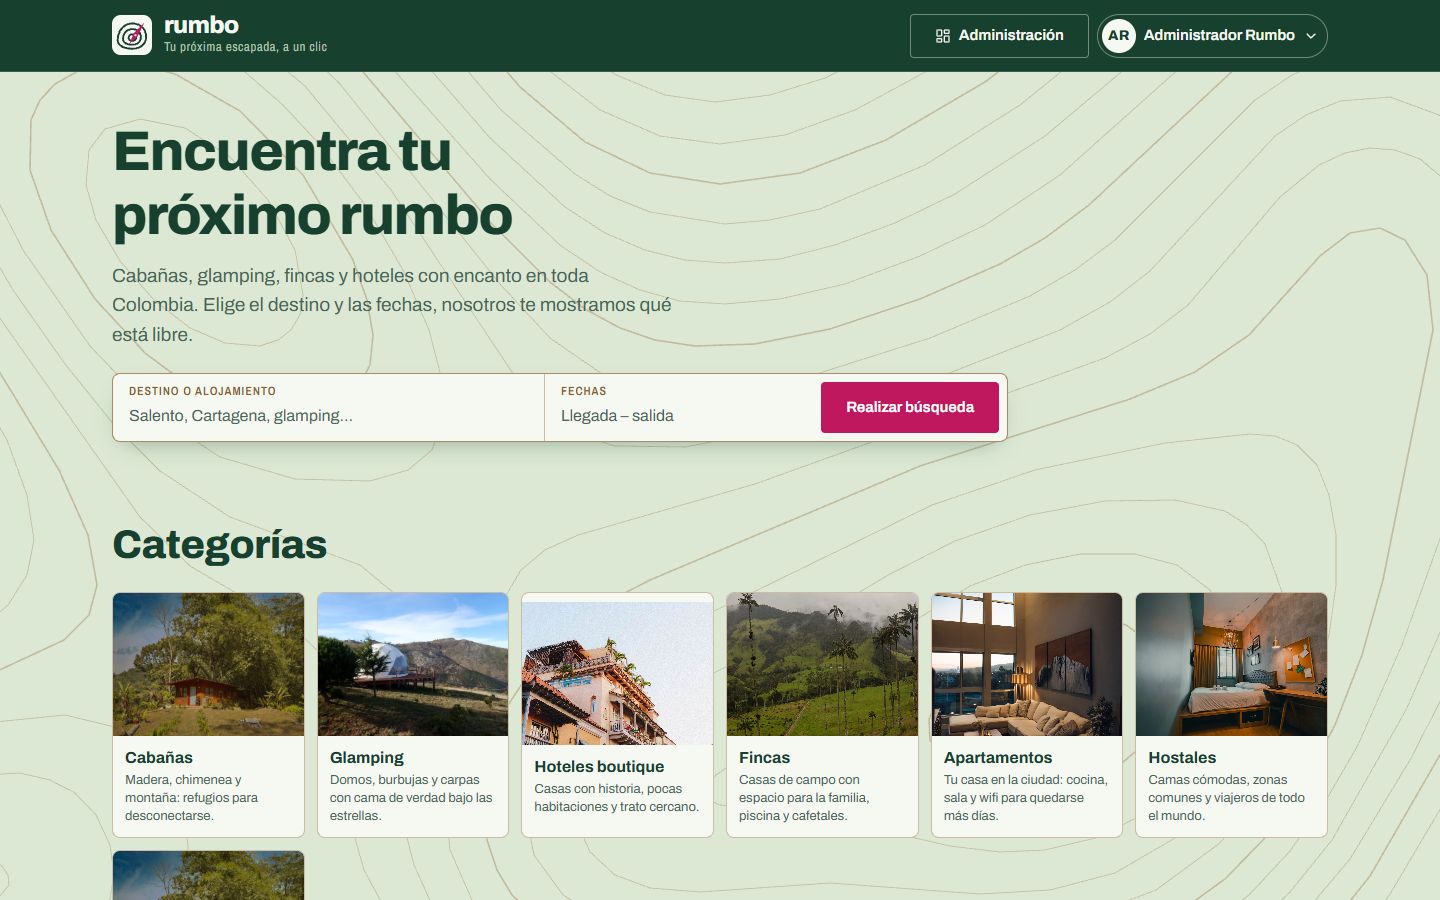 rumbo
Tu próxima escapada, a un clic
Administración
AR
Administrador Rumbo
Encuentra tu
próximo rumbo
Cabañas, glamping, fincas y hoteles con encanto en toda
Colombia. Elige el destino y las fechas, nosotros te mostramos qué
está libre.
DESTINO O ALOJAMIENTO
Salento, Cartagena, glamping...
FECHAS
Llegada – salida
Realizar búsqueda
Categorías
Cabañas
Madera, chimenea y
montaña: refugios para
desconectarse.
Glamping
Domos, burbujas y carpas
con cama de verdad bajo las
estrellas.
Hoteles boutique
Casas con historia, pocas
habitaciones y trato cercano.
Fincas
Casas de campo con
espacio para la familia,
piscina y cafetales.
Apartamentos
Tu casa en la ciudad: cocina,
sala y wifi para quedarse
más días.
Hostales
Camas cómodas, zonas
comunes y viajeros de todo
el mundo.